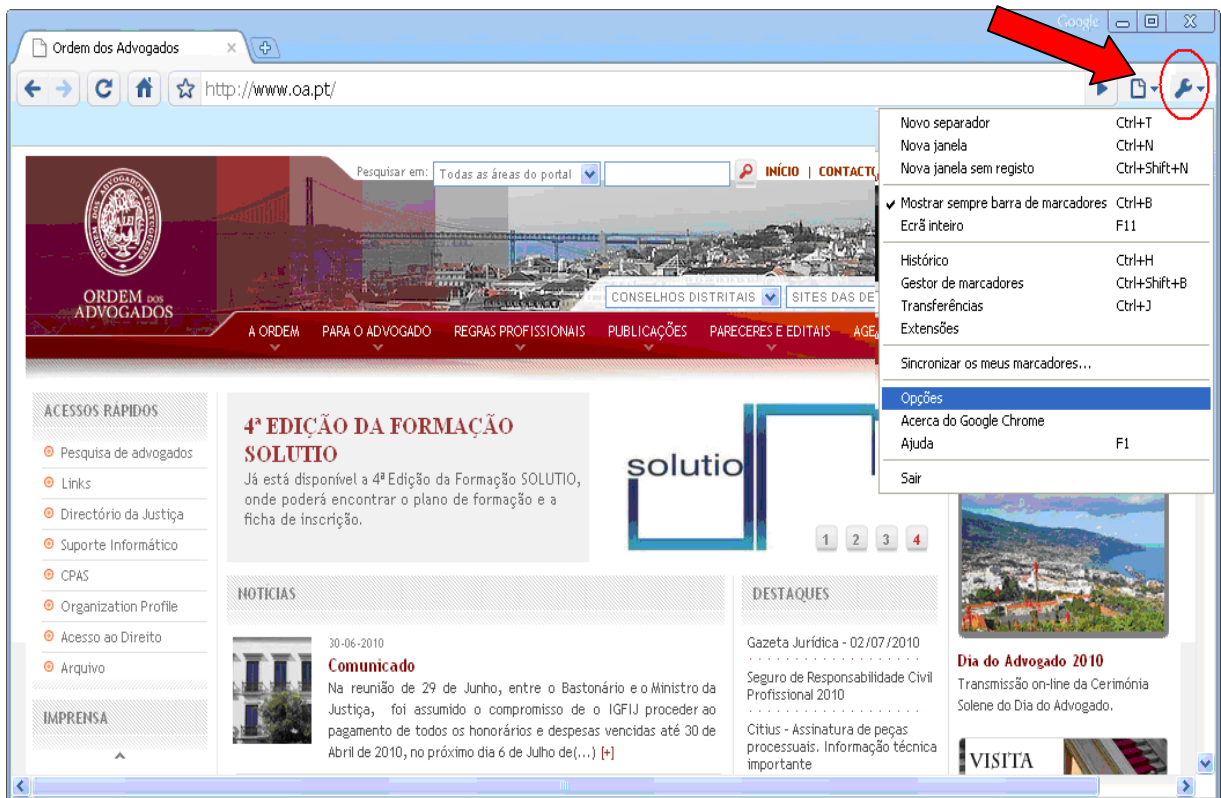 Google
Ordem dos Advogados
http://www.oa.pt/
Novo separador Ctrl+T
Nova janela Ctrl+N
Nova janela sem registo Ctrl+Shift+N
Mostrar sempre barra de marcadores Ctrl+B
Ecrã inteiro F11
Histórico Ctrl+H
Gestor de marcadores Ctrl+Shift+B
Transferências Ctrl+J
Extensões
Sincronizar os meus marcadores...
Opções
Acerca do Google Chrome
Ajuda F1
Sair
Pesquisar em: Todas as áreas do portal
INÍCIO | CONTACTO
ORDEM DOS ADVOGADOS PORTUGUESES
LEI
ORDEM DOS
ADVOGADOS
CONSELHOS DISTRITAIS SITES DAS DE
A ORDEM PARA O ADVOGADO REGRAS PROFISSIONAIS PUBLICAÇÕES PARECERES E EDITAIS AGE
ACESSOS RÁPIDOS
Pesquisa de advogados
Links
Directório da Justiça
Suporte Informático
CPAS
Organization Profile
Acesso ao Direito
Arquivo
IMPRENSA
4ª EDIÇÃO DA FORMAÇÃO
SOLUTIO
Já está disponível a 4ª Edição da Formação SOLUTIO,
onde poderá encontrar o plano de formação e a
ficha de inscrição.
solutio
1 2 3 4
NOTÍCIAS
30-06-2010
Comunicado
Na reunião de 29 de Junho, entre o Bastonário e o Ministro da
Justiça, foi assumido o compromisso de o IGFIJ proceder ao
pagamento de todos os honorários e despesas vencidas até 30 de
Abril de 2010, no próximo dia 6 de Julho de(...) [+]
DESTAQUES
Gazeta Jurídica - 02/07/2010
Seguro de Responsabilidade Civil
Profissional 2010
Citius - Assinatura de peças
processuais. Informação técnica
importante
Dia do Advogado 2010
Transmissão on-line da Cerimónia
Solene do Dia do Advogado.
VISITA